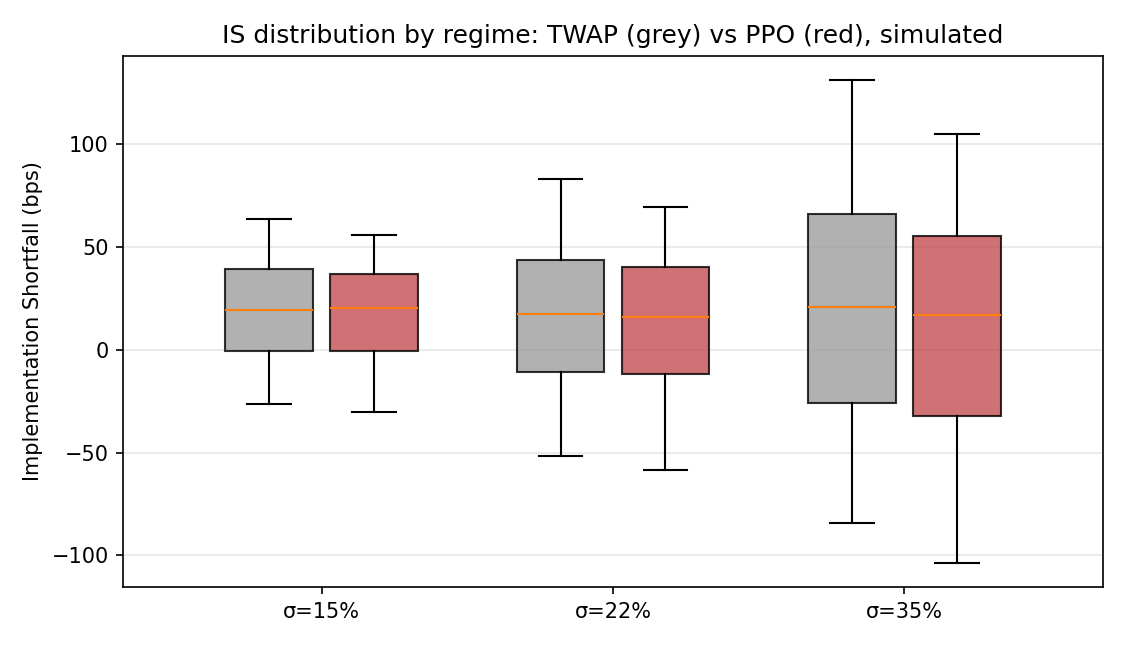 IS distribution by regime: TWAP (grey) vs PPO (red), simulated
Implementation Shortfall (bps)
100
50
0
−50
−100
σ=15%
σ=22%
σ=35%